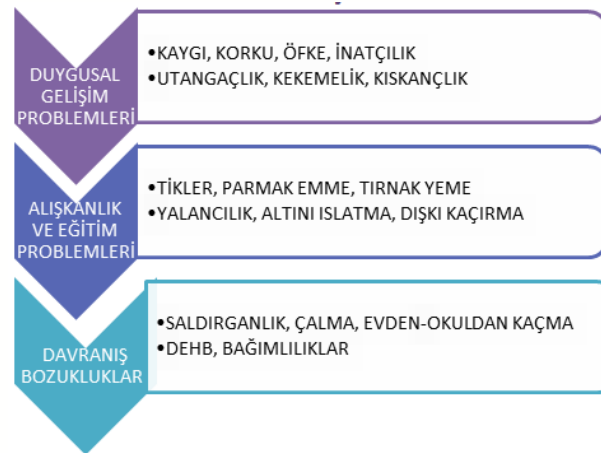 DUYGUSAL
GELİŞİM
PROBLEMLERİ
•KAYGI, KORKU, ÖFKE, İNATÇILIK
•UTANGAÇLIK, KEKEMELİK, KISKANÇLIK
ALIŞKANLIK
VE EĞİTİM
PROBLEMLERİ
•TİKLER, PARMAK EMME, TIRNAK YEME
•YALANCILIK, ALTINI ISLATMA, DIŞKI KAÇIRMA
DAVRANIŞ
BOZUKLUKLAR
•SALDIRGANLIK, ÇALMA, EVDEN-OKULDAN KAÇMA
•DEHB, BAĞIMLILIKLAR